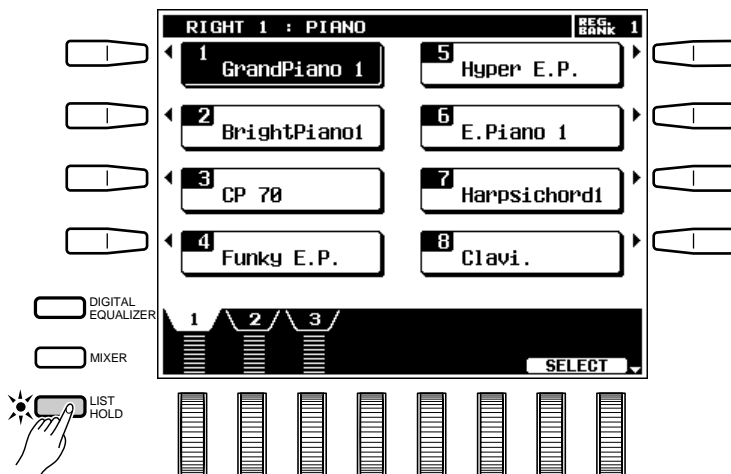 RIGHT 1 : PIANO
REG. BANK 1
1 GrandPiano 1
5 Hyper E.P.
2 BrightPiano1
6 E.Piano 1
3 CP 70
7 Harpsichord1
4 Funky E.P.
8 Clavi.
DIGITAL
EQUALIZER
1 2 3
MIXER
SELECT
LIST
HOLD